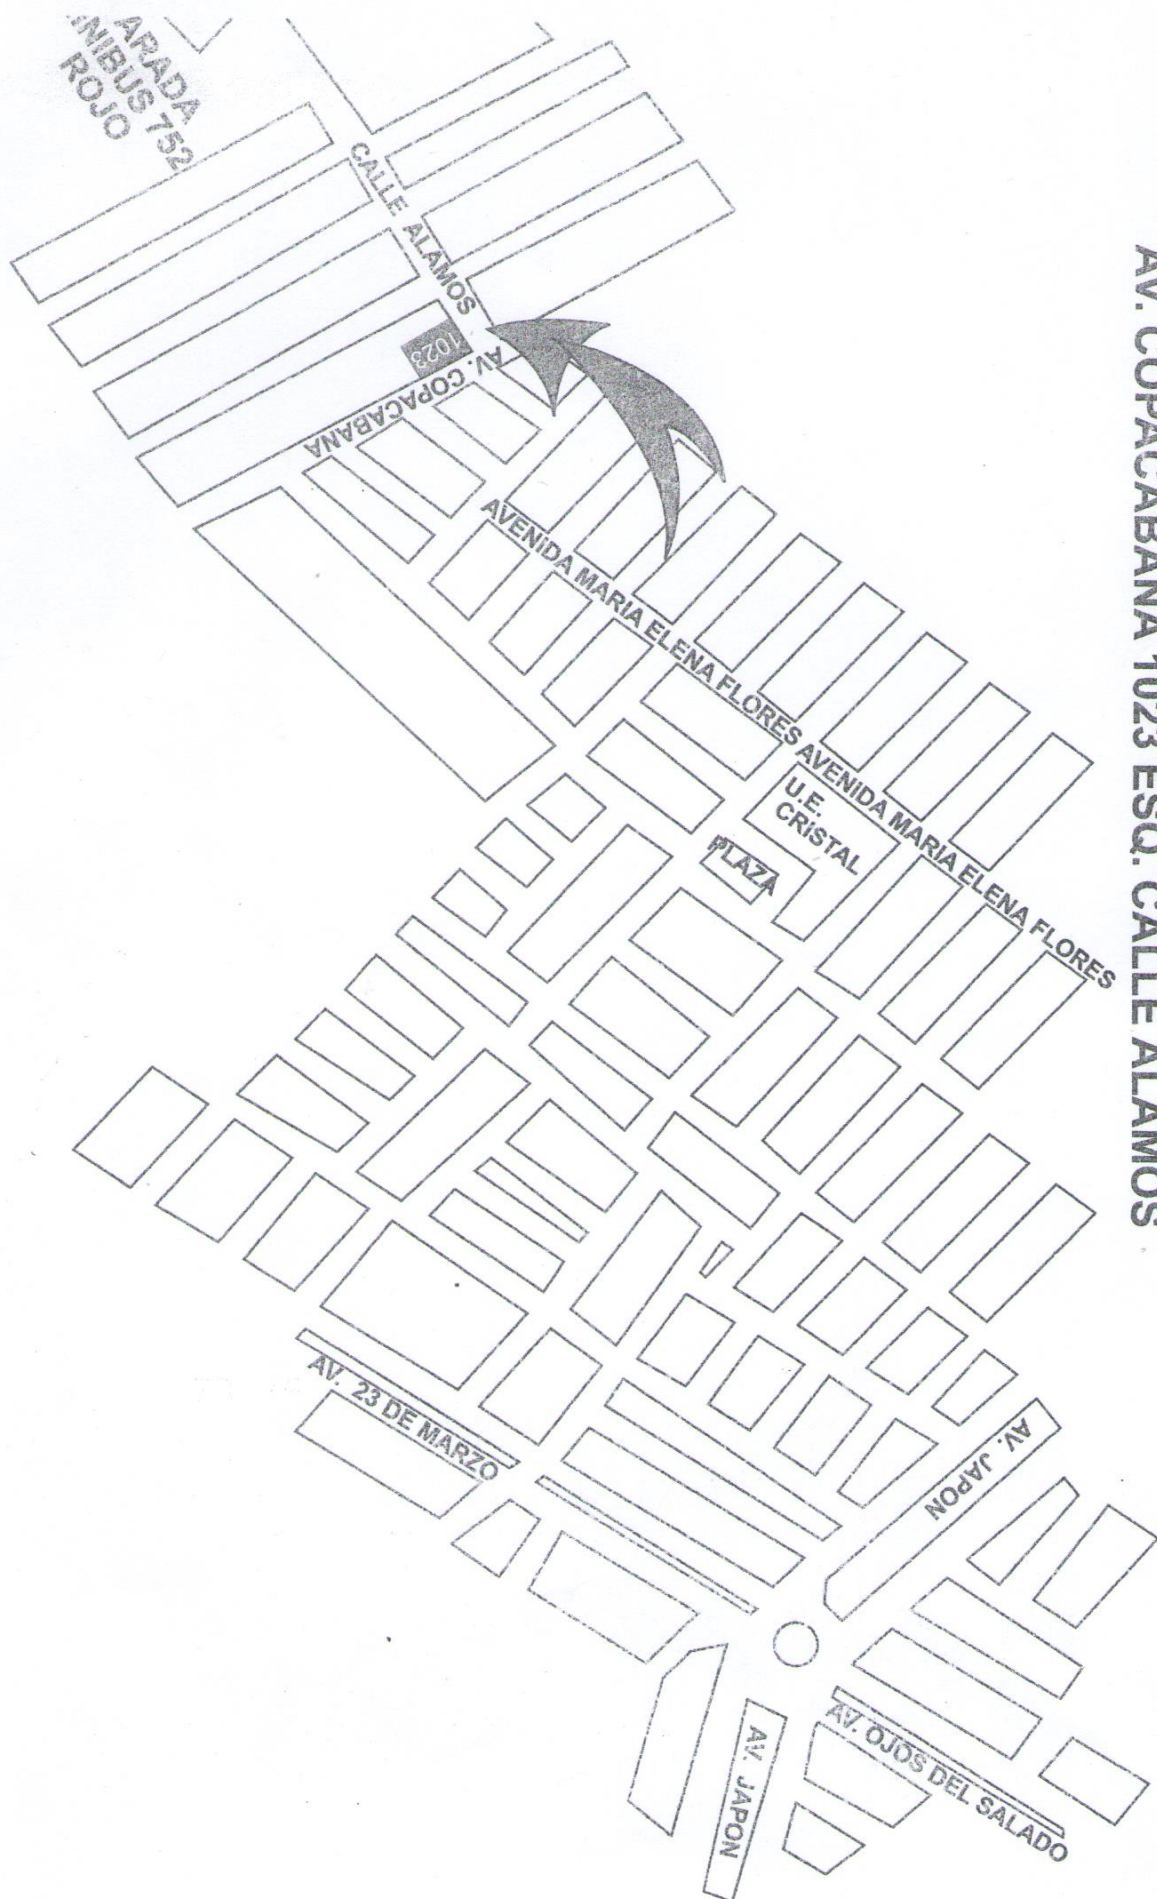 AV. COPACABANA 1023 ESQ. CALLE ALAMOS
ARADA
INIBUS 752
ROJO
CALLE ALAMOS
1023
AV. COPACABANA
AVENIDA MARIA ELENA FLORES AVENIDA MARIA ELENA FLORES
U.E.
CRISTAL
PLAZA
AV. 23 DE MARZO
AV. JAPON
AV. OJOS DEL SALADO
AV. JAPON